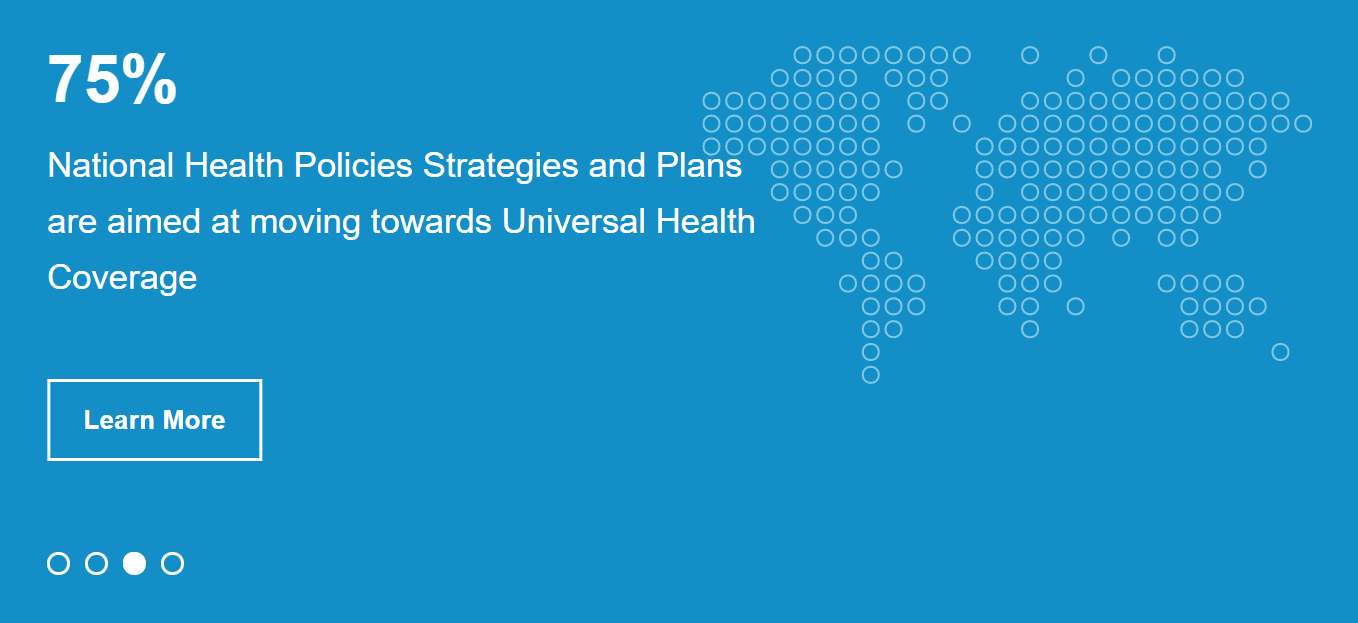 75%
National Health Policies Strategies and Plans
are aimed at moving towards Universal Health
Coverage
Learn More